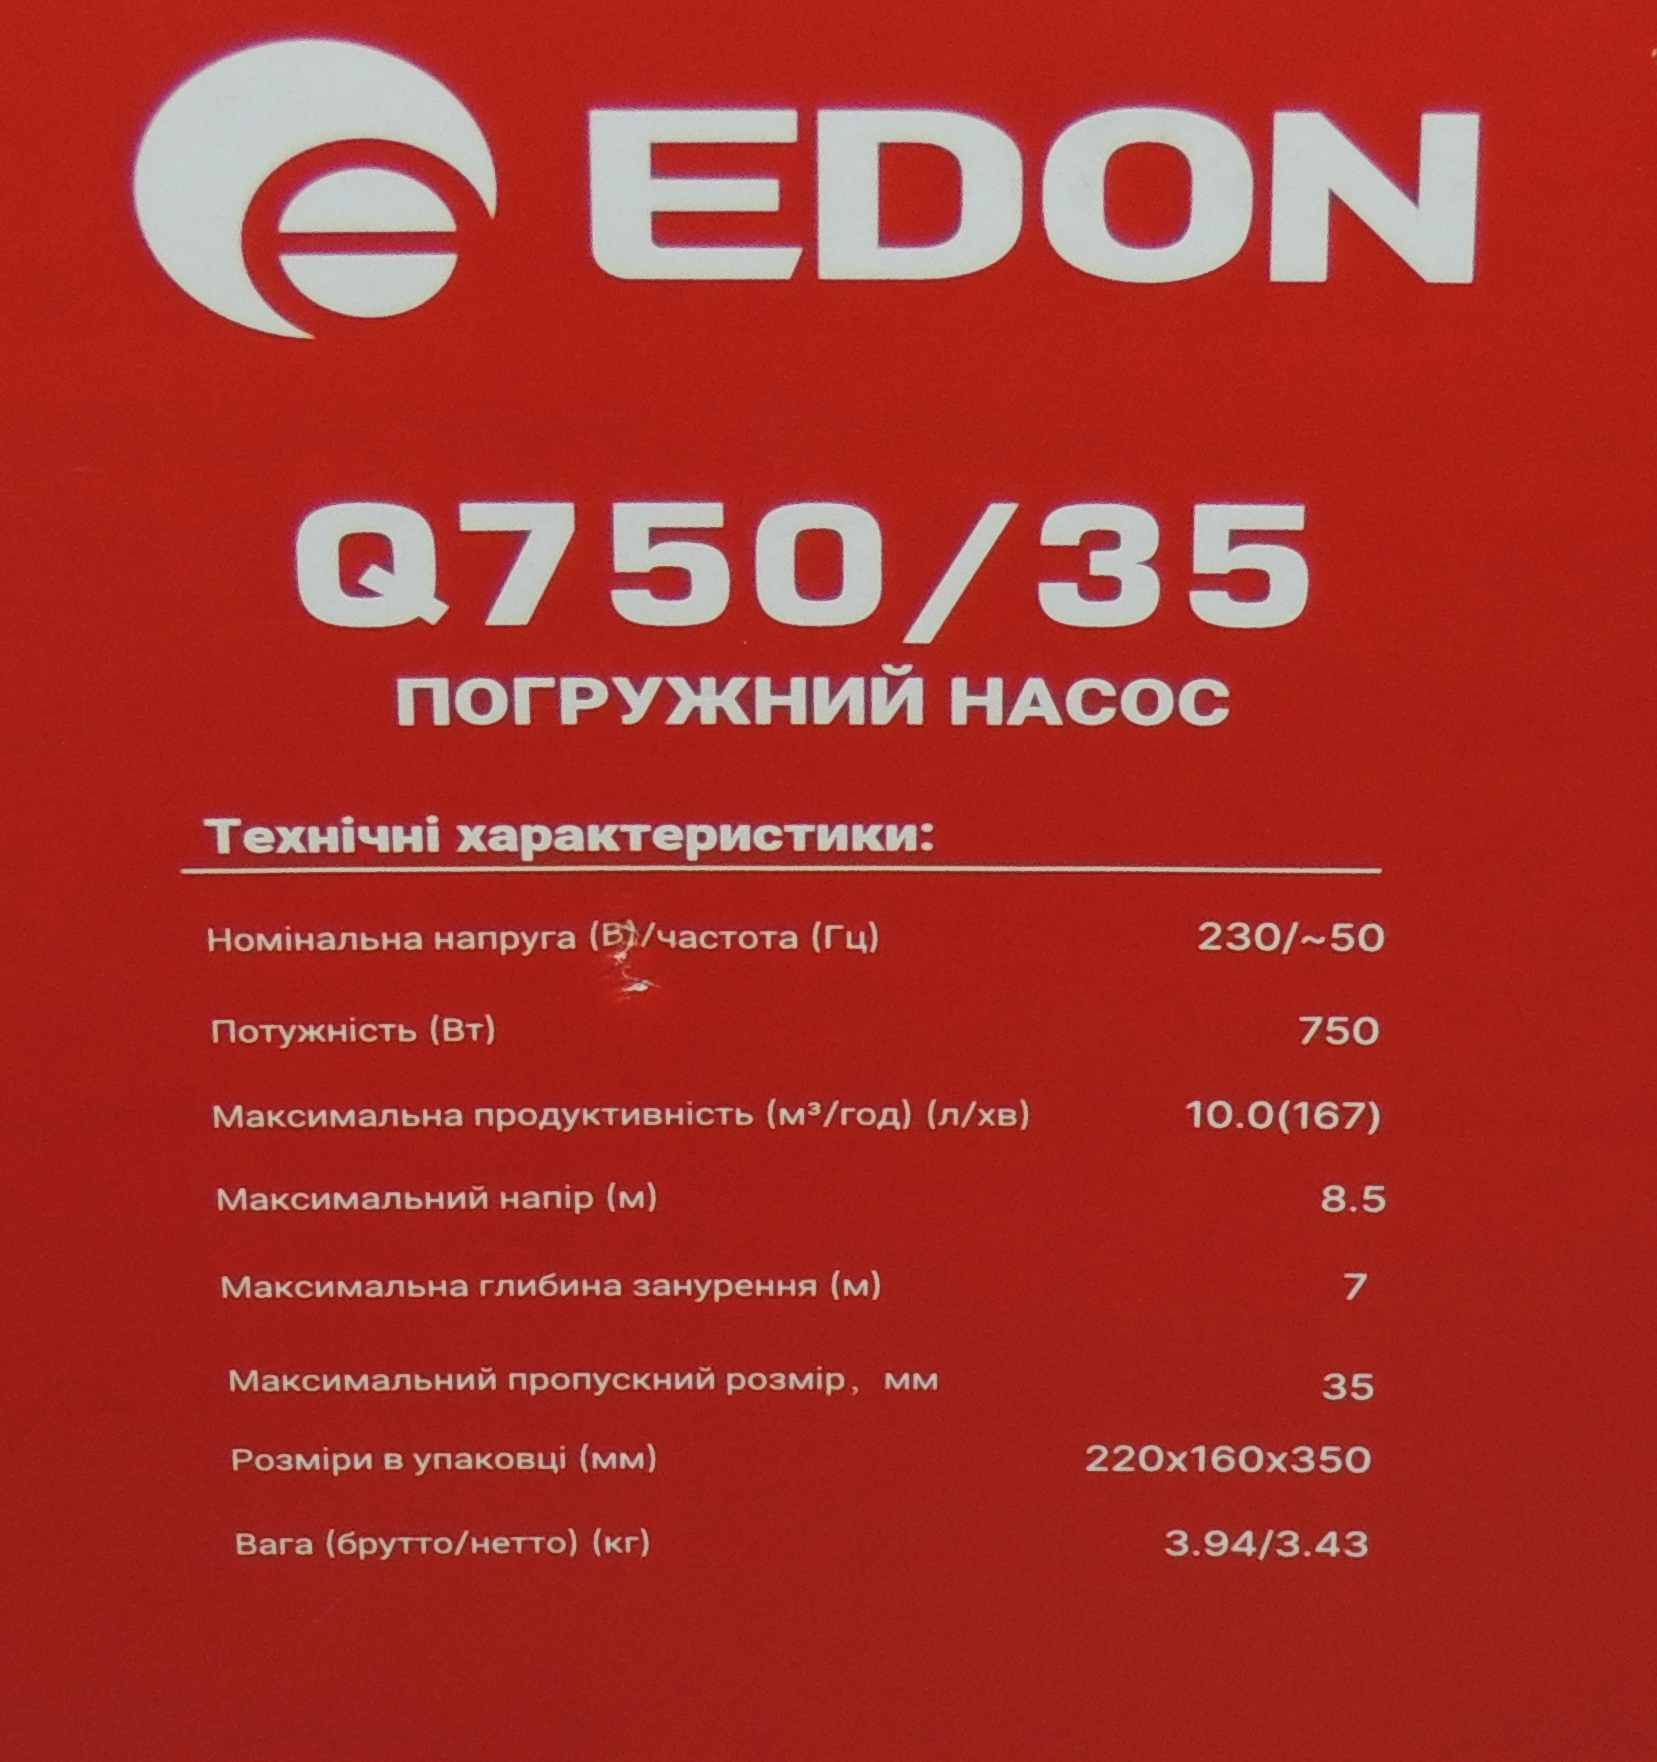 EDON
Q750/35
ПОГРУЖНИЙ НАСОС
Технічні характеристики:
Номінальна напруга (В)/частота (Гц) 230/~50
Потужність (Вт) 750
Максимальна продуктивність (м³/год) (л/хв) 10.0(167)
Максимальний напір (м) 8.5
Максимальна глибина занурення (м) 7
Максимальний пропускний розмір, мм 35
Розміри в упаковці (мм) 220x160x350
Вага (брутто/нетто) (кг) 3.94/3.43